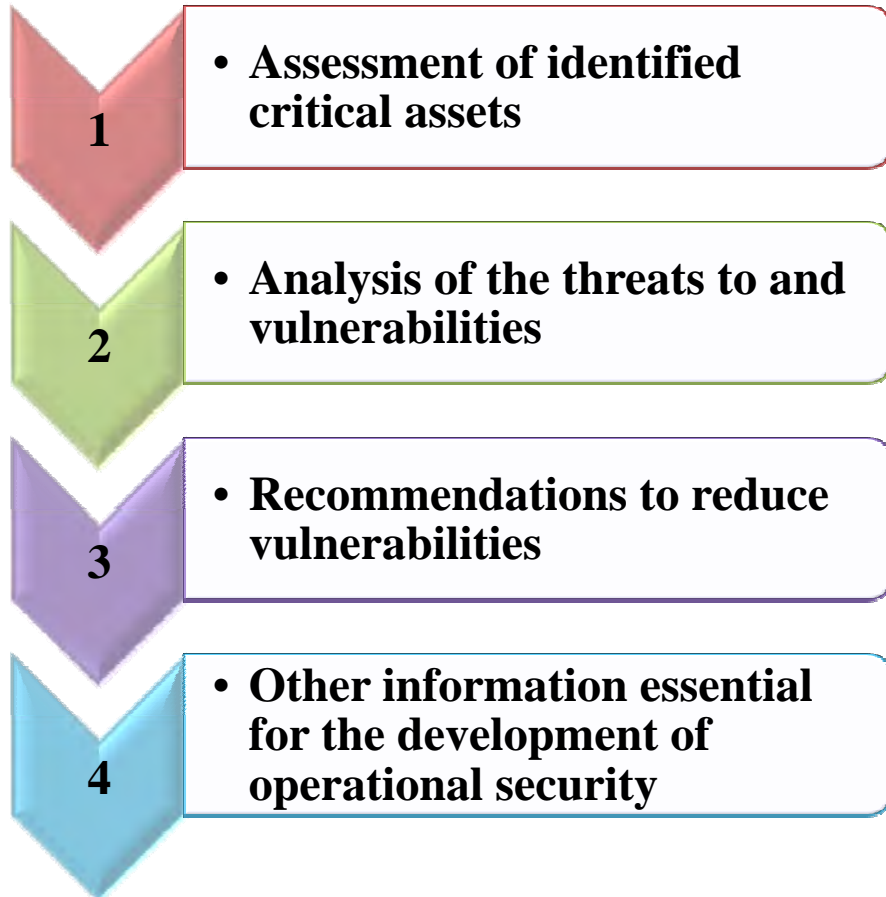 1
• Assessment of identified
critical assets
2
• Analysis of the threats to and
vulnerabilities
3
• Recommendations to reduce
vulnerabilities
4
• Other information essential
for the development of
operational security